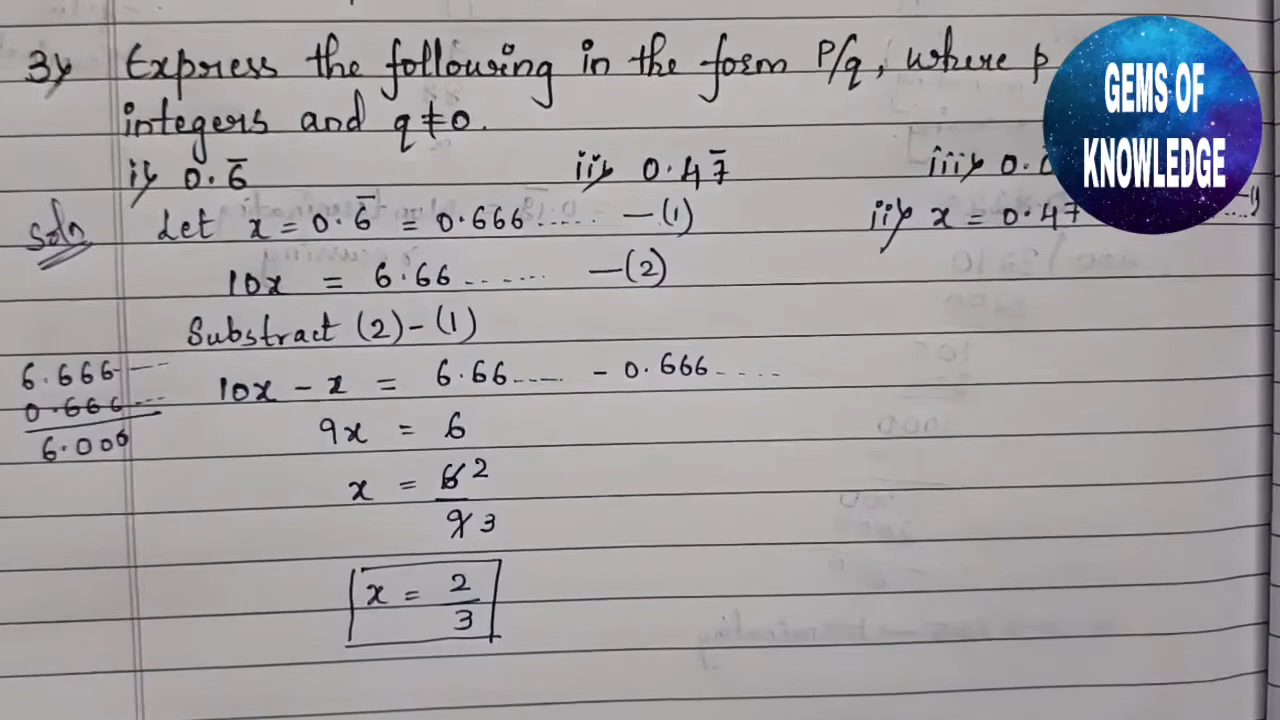 3) Express the following in the form P/q, where p
integers and q≠0.
i) 0.6̅ ii) 0.47̅ iii) 0.
Soln Let x = 0.6̅ = 0.666...... —(1) ii) x = 0.47
10x = 6.66....... —(2)
Substract (2)-(1)
10x - x = 6.66..... - 0.666.....
6.666----
0.666...
6.000
9x = 6
x = 6 2
9 3
x = 2
3
GEMS OF
KNOWLEDGE